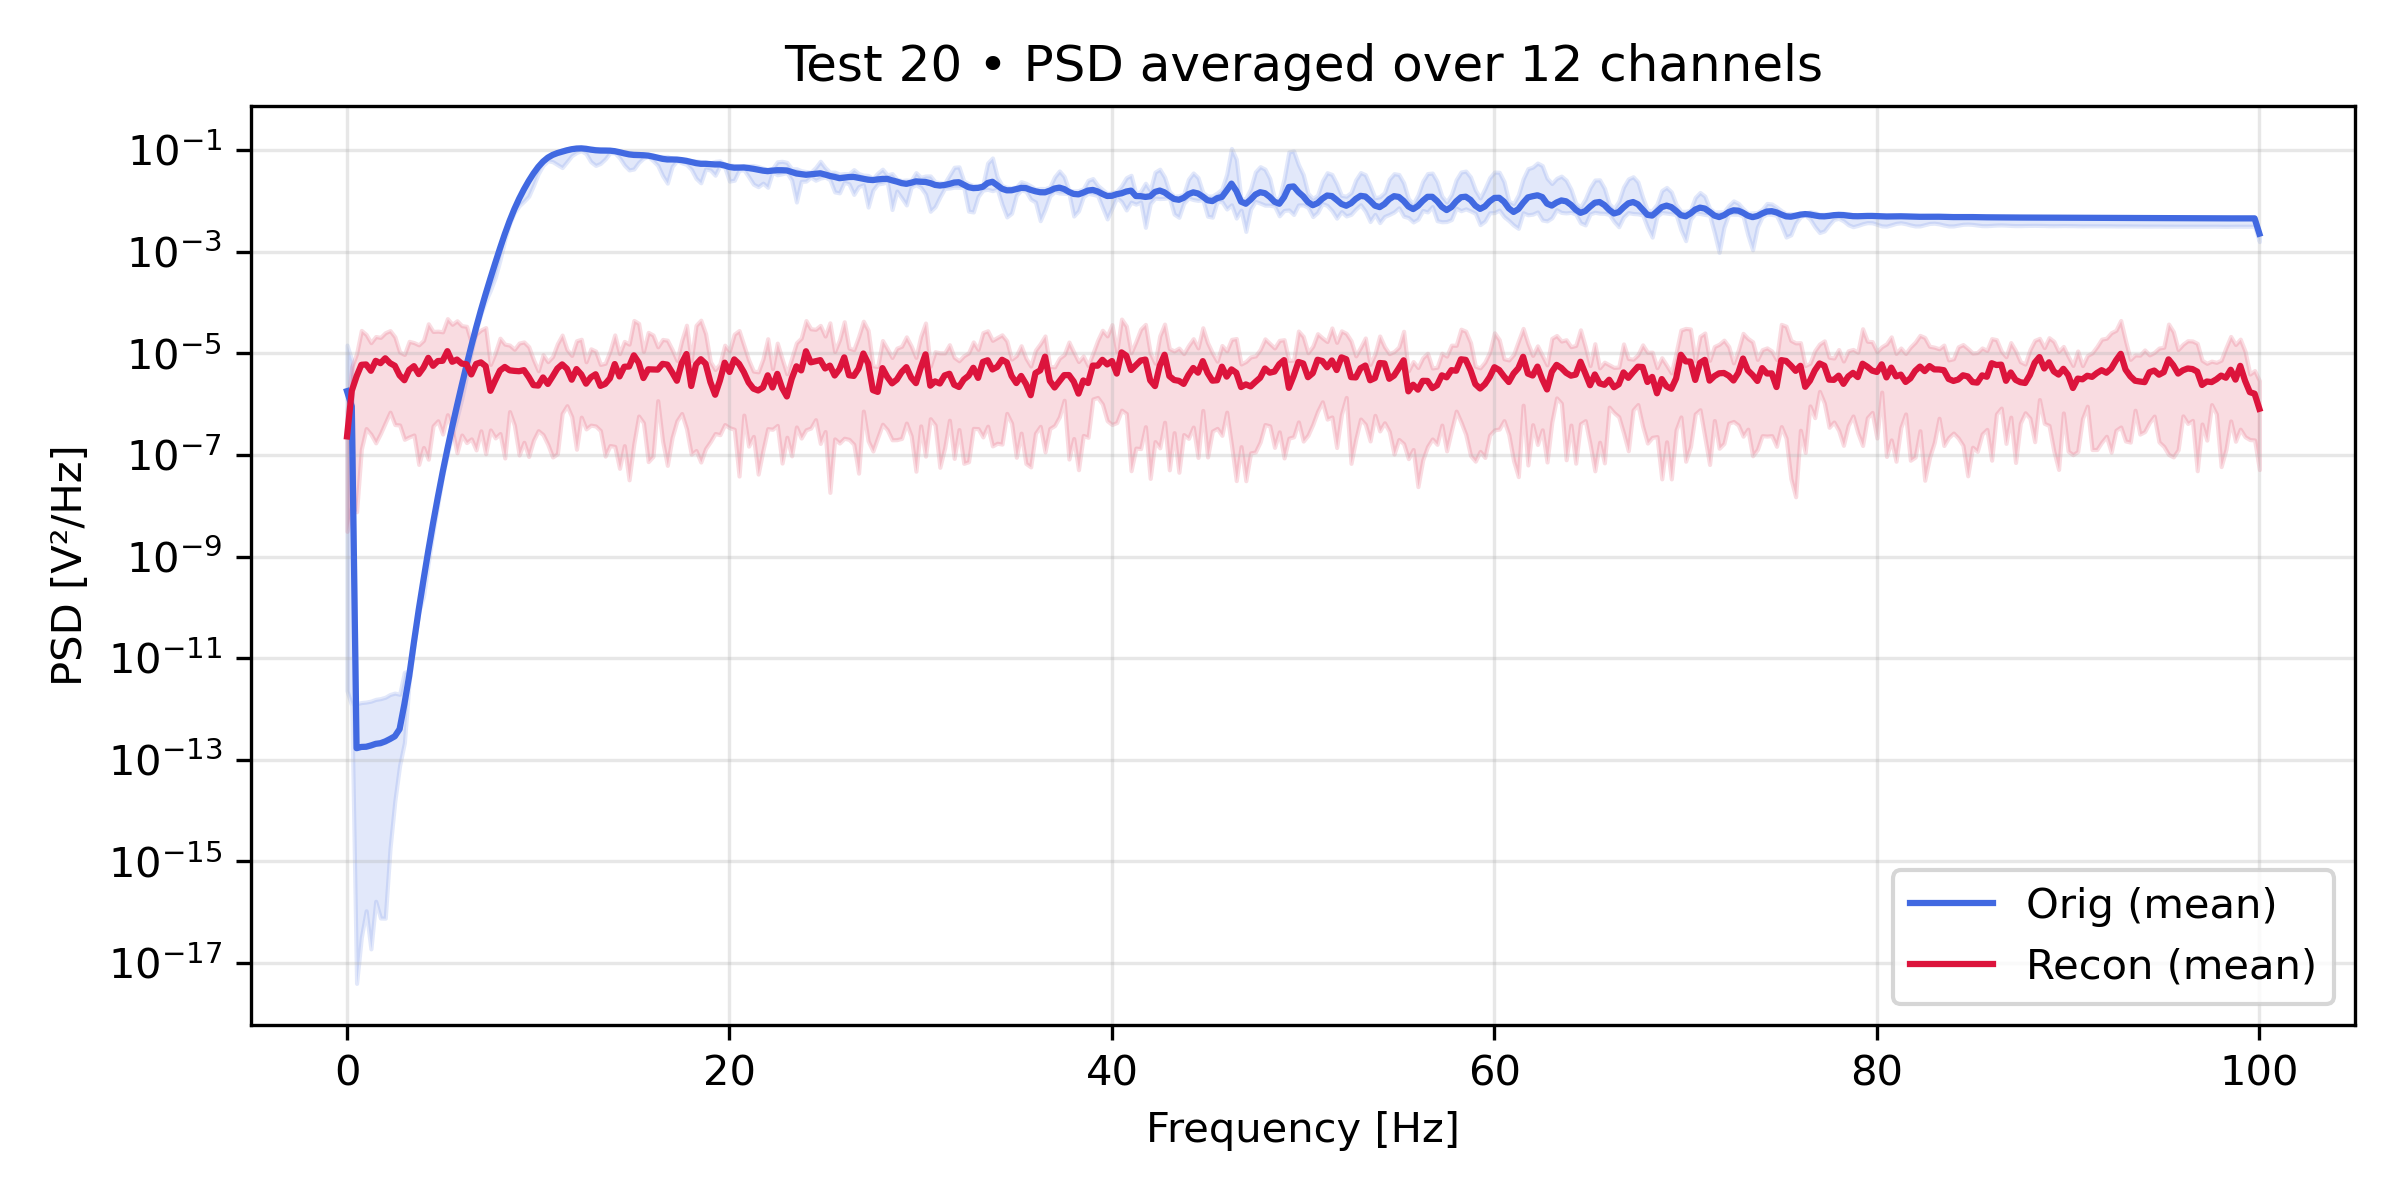 Test 20 • PSD averaged over 12 channels
PSD [V²/Hz]
10⁻¹
10⁻³
10⁻⁵
10⁻⁷
10⁻⁹
10⁻¹¹
10⁻¹³
10⁻¹⁵
10⁻¹⁷
Orig (mean)
Recon (mean)
0 20 40 60 80 100
Frequency [Hz]